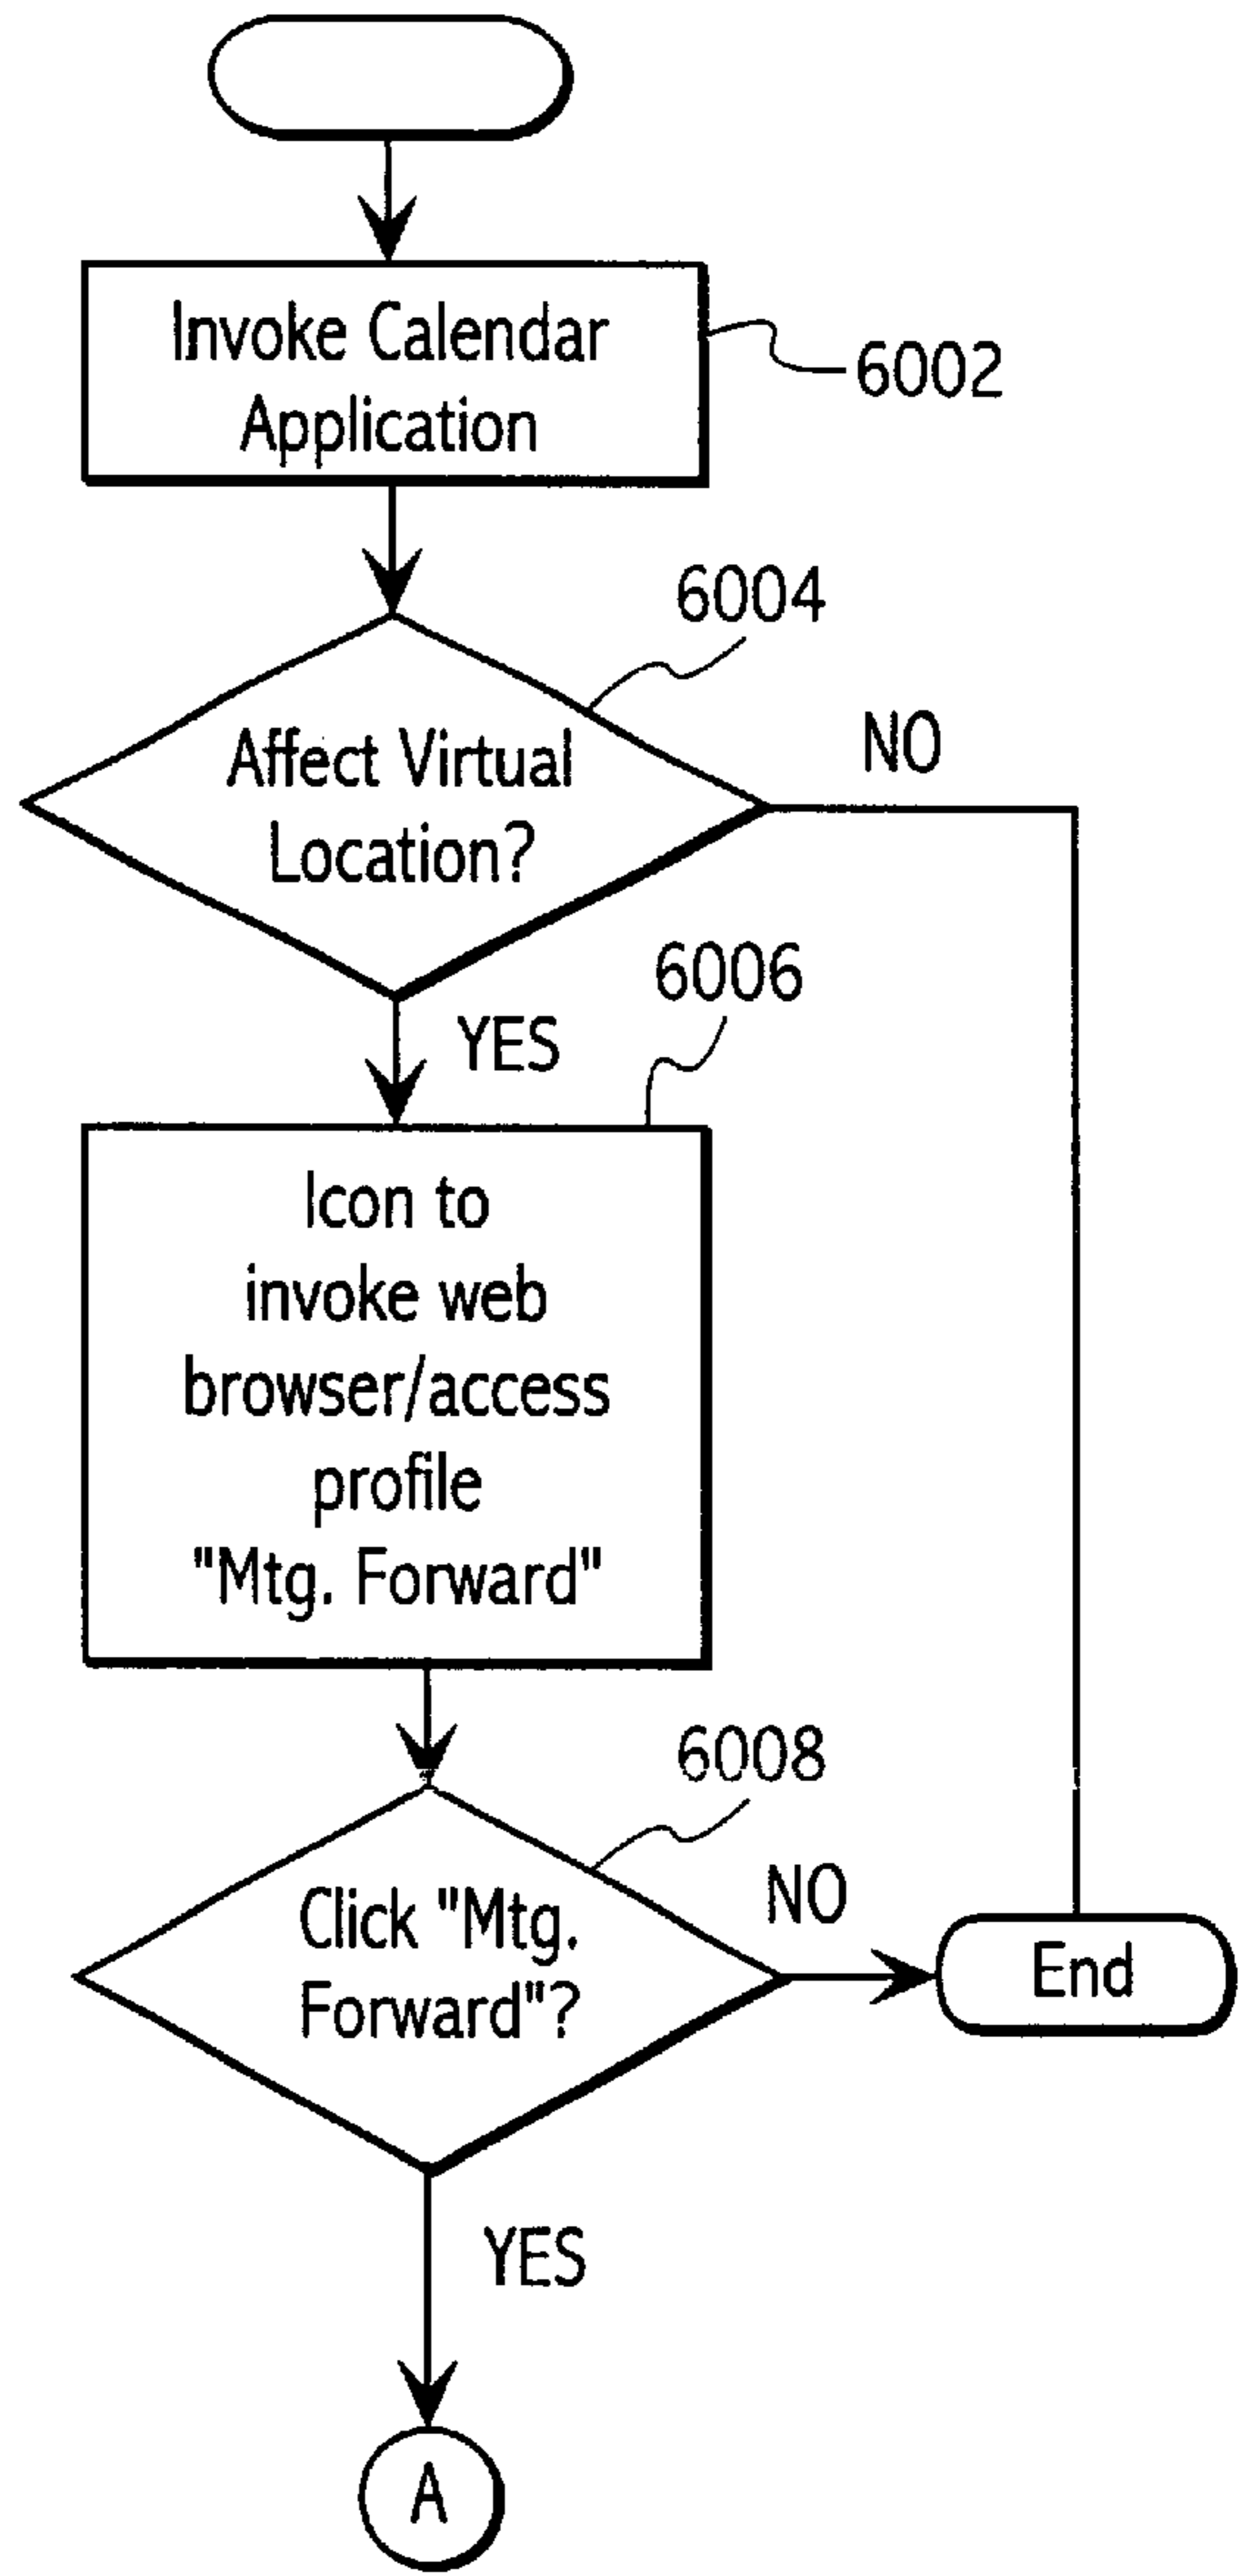 Invoke Calendar
Application
6002
6004
Affect Virtual
Location?
NO
YES
6006
Icon to
invoke web
browser/access
profile
"Mtg. Forward"
6008
Click "Mtg.
Forward"?
NO
End
YES
A